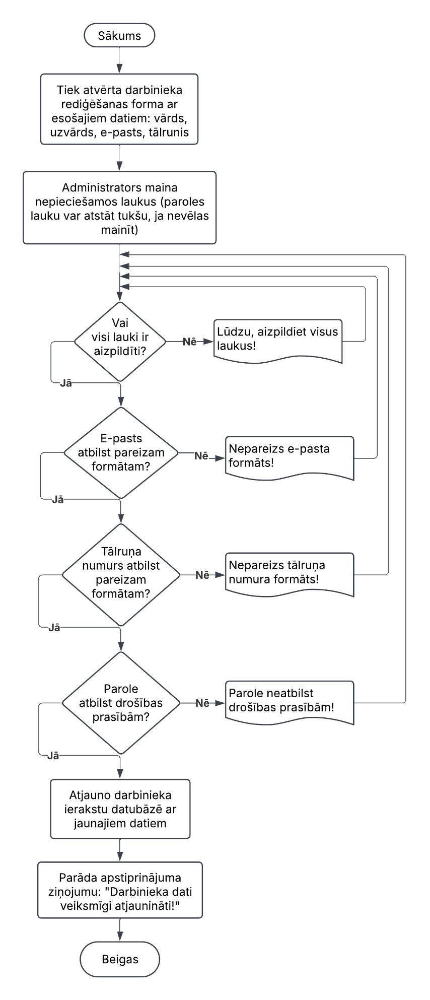 Sākums
Tiek atvērta darbinieka
rediģēšanas forma ar
esošajiem datiem: vārds,
uzvārds, e-pasts, tālrunis
Administrators maina
nepieciešamos laukus (paroles
lauku var atstāt tukšu, ja nevēlas
mainīt)
Vai
visi lauki ir
aizpildīti?
Nē
Lūdzu, aizpildiet visus
laukus!
Jā
E-pasts
atbilst pareizam
formātam?
Nē
Nepareizs e-pasta
formāts!
Jā
Tālruņa
numurs atbilst
pareizam
formātam?
Nē
Nepareizs tālruņa
numura formāts!
Jā
Parole
atbilst drošības
prasībām?
Nē
Parole neatbilst
drošības prasībām!
Jā
Atjauno darbinieka
ierakstu datubāzē ar
jaunajiem datiem
Parāda apstiprinājuma
ziņojumu: "Darbinieka dati
veiksmīgi atjaunināti!"
Beigas